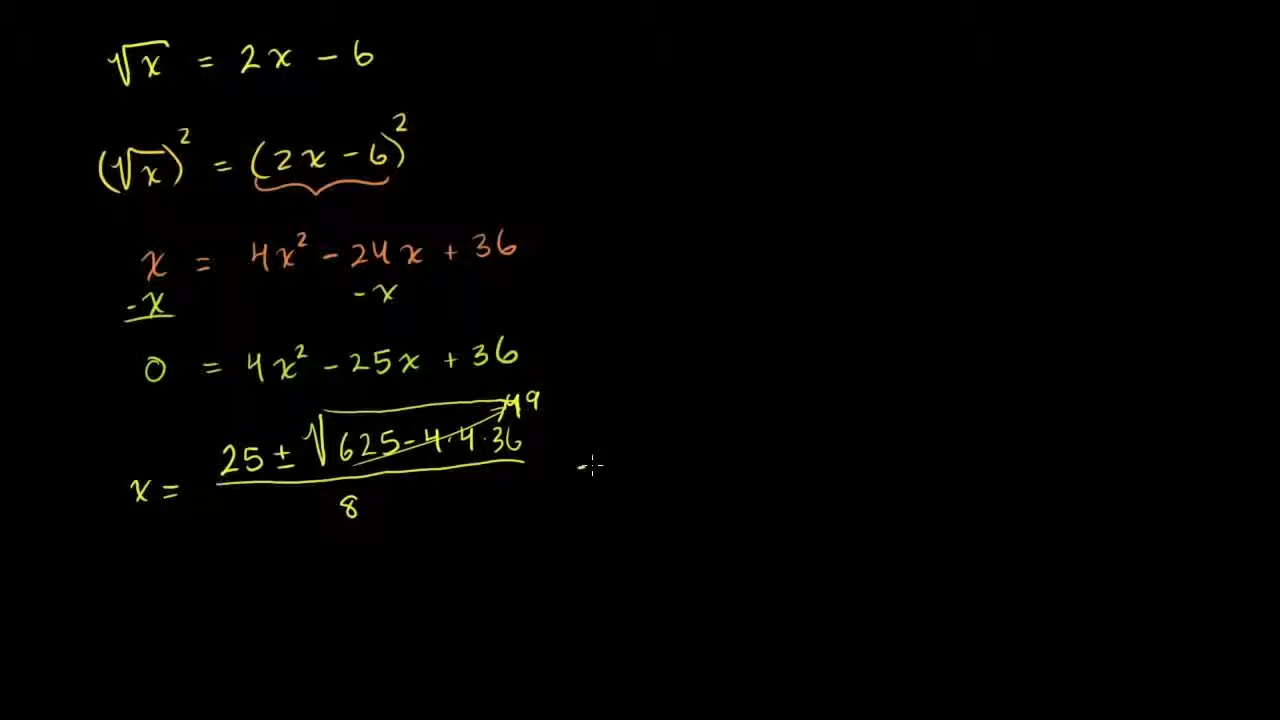 √x = 2x - 6
(√x)² = (2x - 6)²
x = 4x² - 24x + 36
-x -x
0 = 4x² - 25x + 36
49
x = (25 ± √(625 - 4·4·36)) / 8